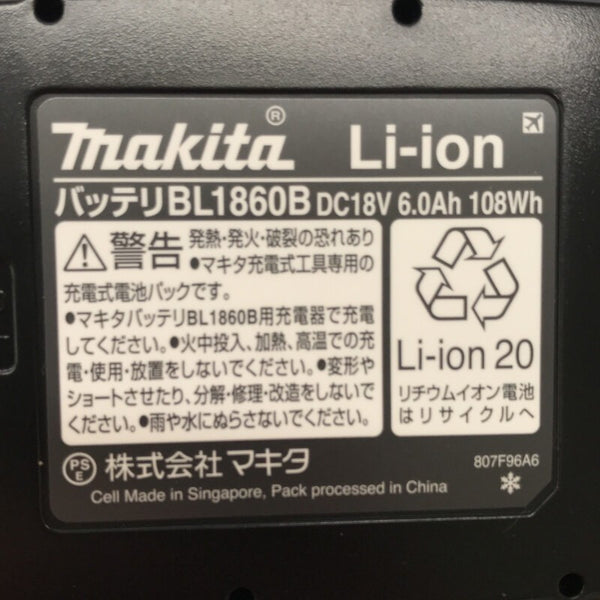 makita® Li-ion
バッテリBL1860B DC18V 6.0Ah 108Wh
警告 発熱・発火・破裂の恐れあり
●マキタ充電式工具専用の
充電式電池パックです。
●マキタバッテリBL1860B用充電器で充電
してください。●火中投入、加熱、高温での充
電・使用・放置をしないでください。●変形や
ショートさせたり、分解・修理・改造をしないで
ください。●雨や水にぬらさないでください。
Li-ion 20
リチウムイオン電池
はリサイクルへ
PS
E
株式会社マキタ
807F96A6
Cell Made in Singapore, Pack processed in China